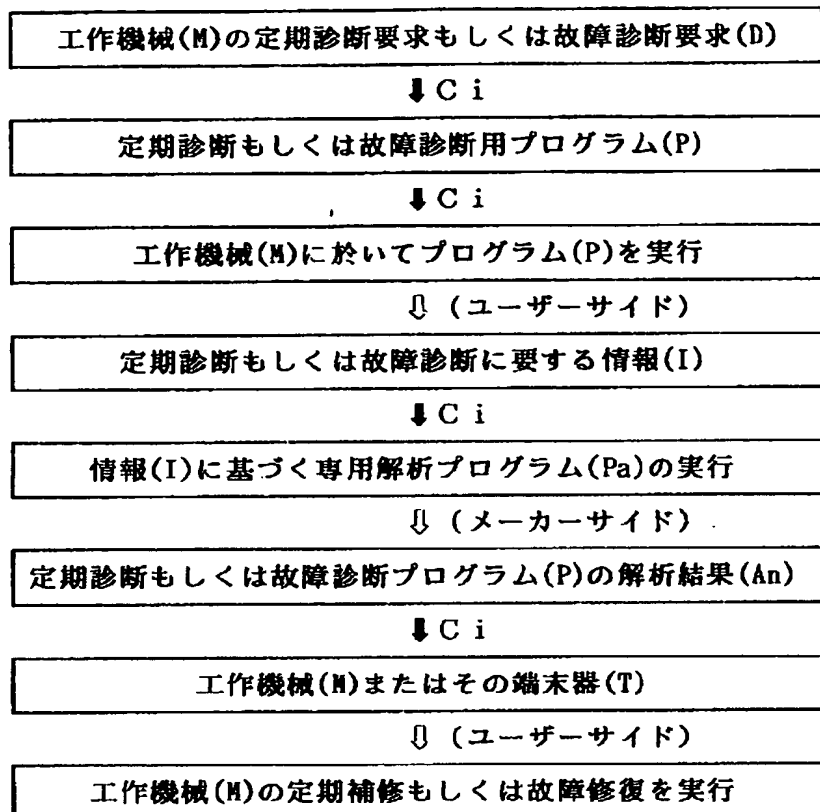 工作機械(M)の定期診断要求もしくは故障診断要求(D)
⬇Ｃｉ
定期診断もしくは故障診断用プログラム(P)
⬇Ｃｉ
工作機械(M)に於いてプログラム(P)を実行
⇩(ユーザーサイド)
定期診断もしくは故障診断に要する情報(I)
⬇Ｃｉ
情報(I)に基づく専用解析プログラム(Pa)の実行
⇩(メーカーサイド)
定期診断もしくは故障診断プログラム(P)の解析結果(An)
⬇Ｃｉ
工作機械(M)またはその端末器(T)
⇩(ユーザーサイド)
工作機械(M)の定期補修もしくは故障修復を実行